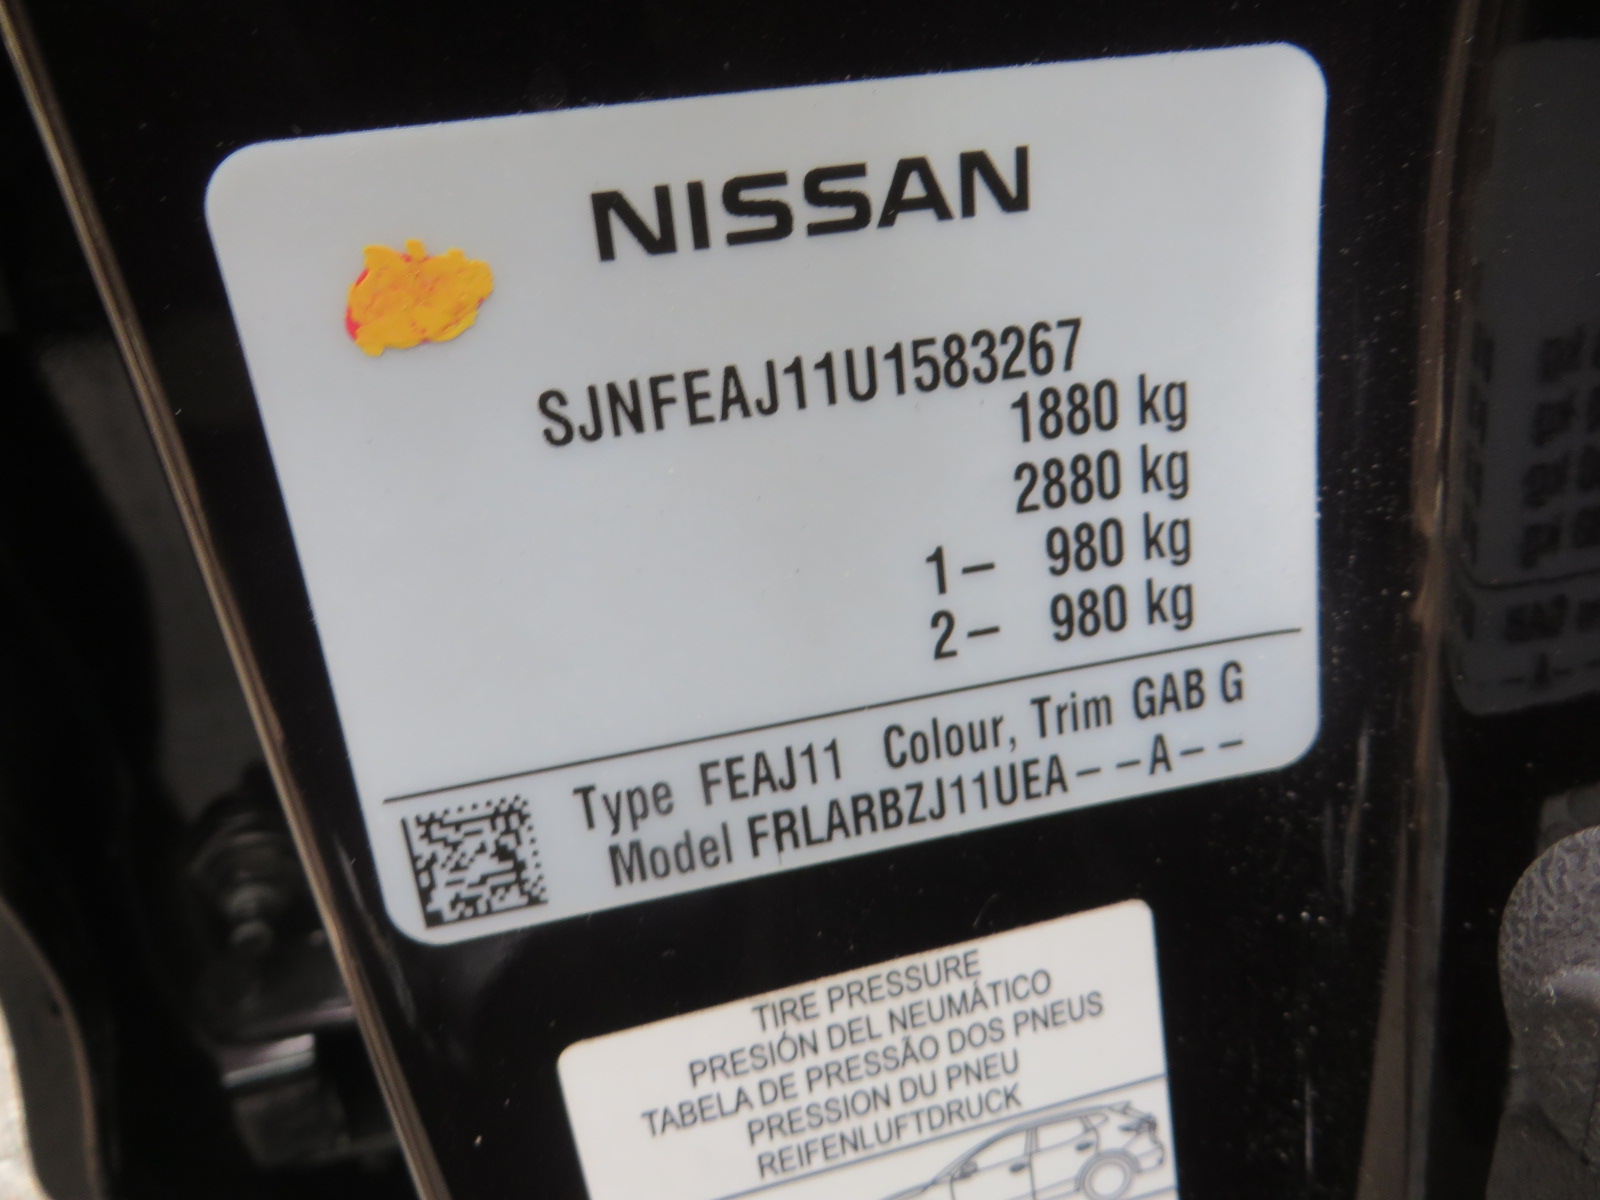 NISSAN
SJNFEAJ11U1583267
1880 kg
2880 kg
1- 980 kg
2- 980 kg
Type FEAJ11 Colour, Trim GAB G
Model FRLARBZJ11UEA--A--
TIRE PRESSURE
PRESIÓN DEL NEUMÁTICO
TABELA DE PRESSÃO DOS PNEUS
PRESSION DU PNEU
REIFENLUFTDRUCK